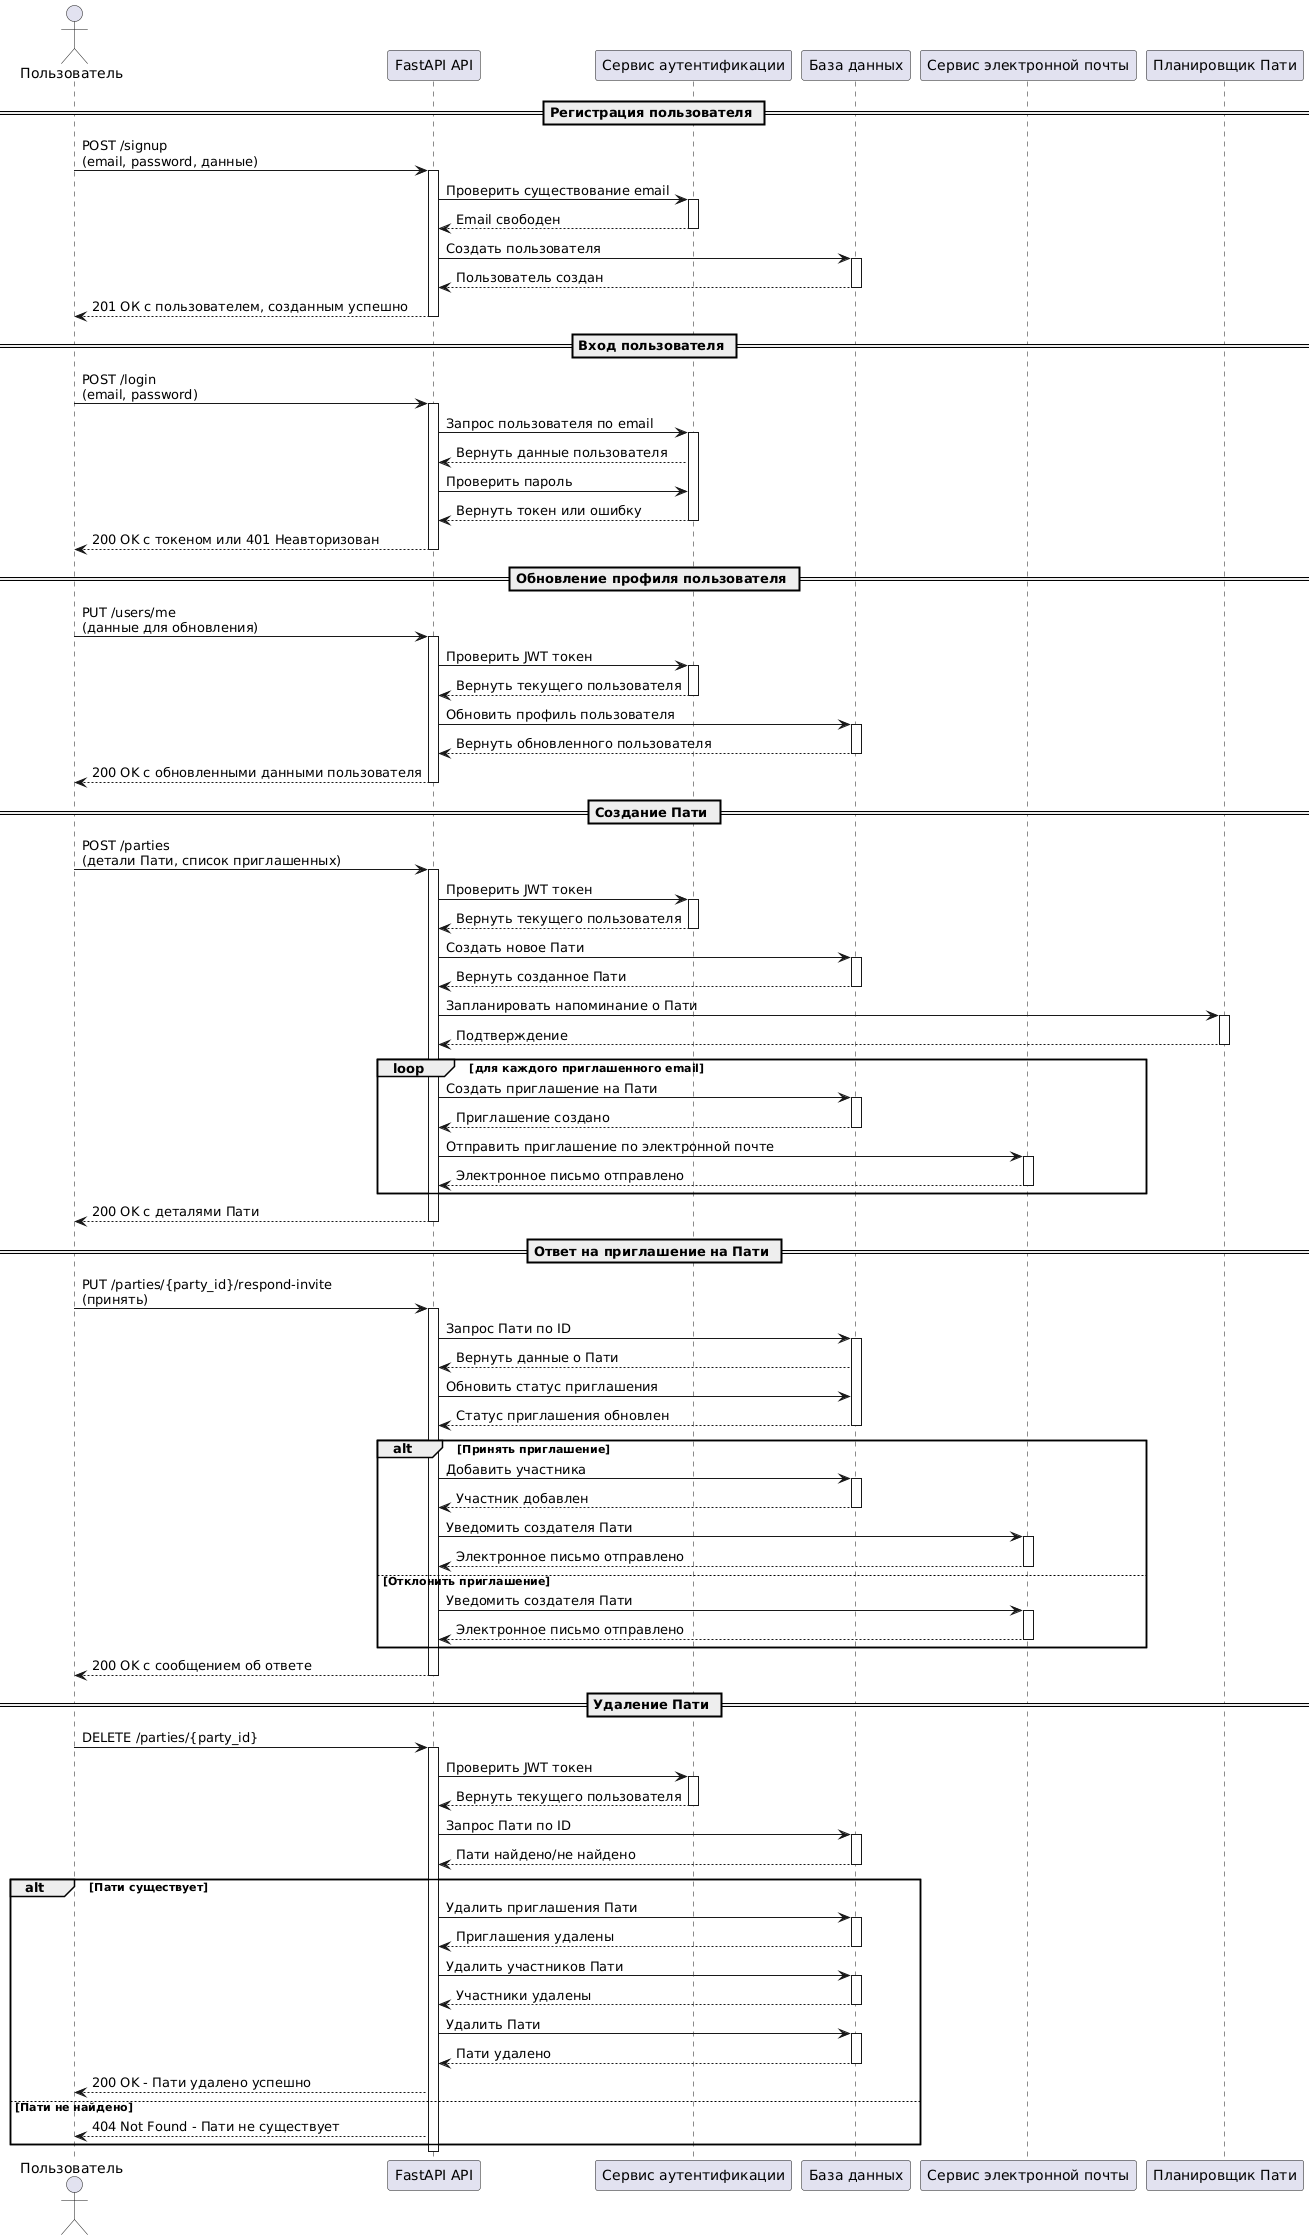 Пользователь
FastAPI API
Сервис аутентификации
База данных
Сервис электронной почты
Планировщик Пати
Регистрация пользователя
POST /signup
(email, password, данные)
Проверить существование email
Email свободен
Создать пользователя
Пользователь создан
201 OK с пользователем, созданным успешно
Вход пользователя
POST /login
(email, password)
Запрос пользователя по email
Вернуть данные пользователя
Проверить пароль
Вернуть токен или ошибку
200 OK с токеном или 401 Неавторизован
Обновление профиля пользователя
PUT /users/me
(данные для обновления)
Проверить JWT токен
Вернуть текущего пользователя
Обновить профиль пользователя
Вернуть обновленного пользователя
200 OK с обновленными данными пользователя
Создание Пати
POST /parties
(детали Пати, список приглашенных)
Проверить JWT токен
Вернуть текущего пользователя
Создать новое Пати
Вернуть созданное Пати
Запланировать напоминание о Пати
Подтверждение
loop [для каждого приглашенного email]
Создать приглашение на Пати
Приглашение создано
Отправить приглашение по электронной почте
Электронное письмо отправлено
200 OK с деталями Пати
Ответ на приглашение на Пати
PUT /parties/{party_id}/respond-invite
(принять)
Запрос Пати по ID
Вернуть данные о Пати
Обновить статус приглашения
Статус приглашения обновлен
alt [Принять приглашение]
Добавить участника
Участник добавлен
Уведомить создателя Пати
Электронное письмо отправлено
[Отклонить приглашение]
Уведомить создателя Пати
Электронное письмо отправлено
200 OK с сообщением об ответе
Удаление Пати
DELETE /parties/{party_id}
Проверить JWT токен
Вернуть текущего пользователя
Запрос Пати по ID
Пати найдено/не найдено
alt [Пати существует]
Удалить приглашения Пати
Приглашения удалены
Удалить участников Пати
Участники удалены
Удалить Пати
Пати удалено
200 OK - Пати удалено успешно
[Пати не найдено]
404 Not Found - Пати не существует
Пользователь
FastAPI API
Сервис аутентификации
База данных
Сервис электронной почты
Планировщик Пати